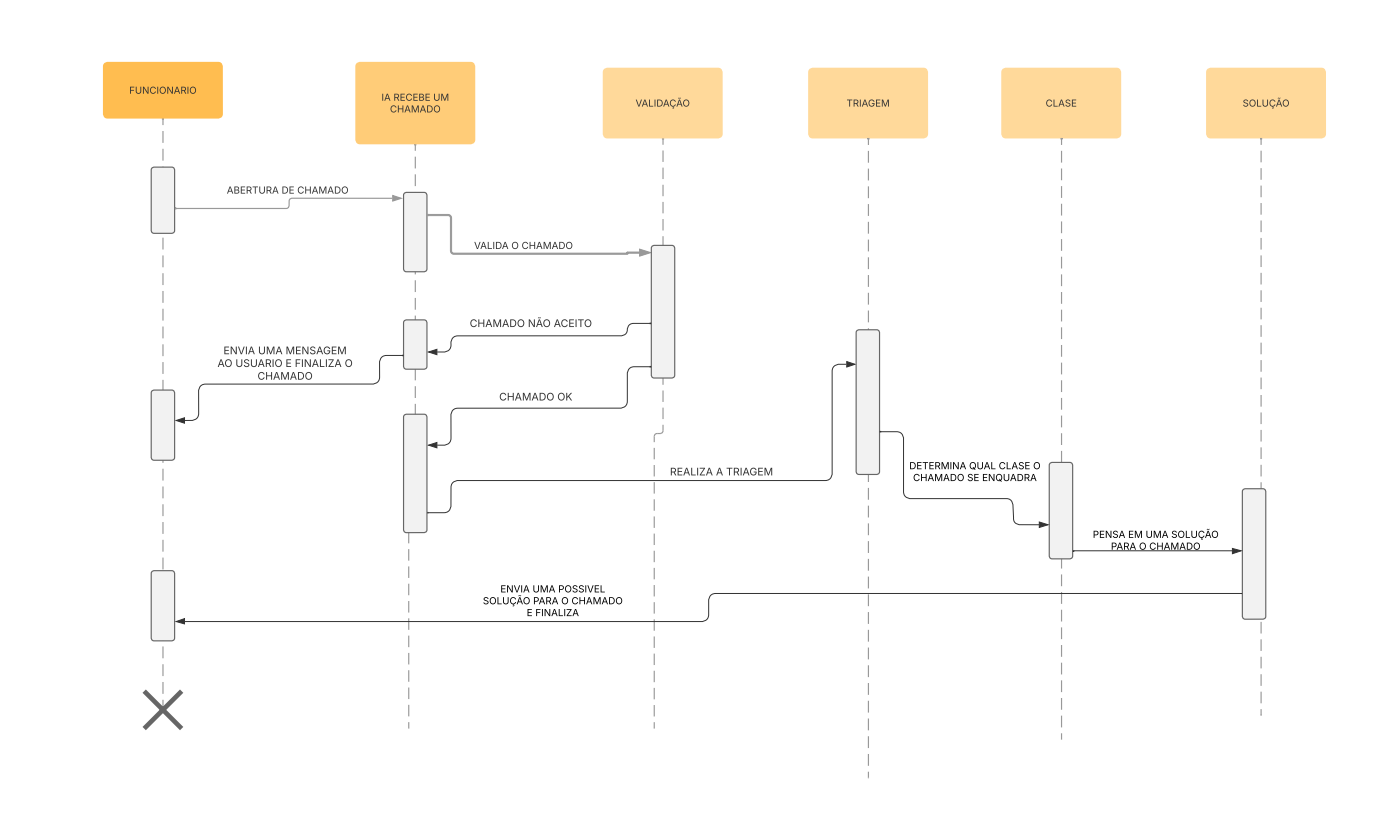 FUNCIONARIO
IA RECEBE UM
CHAMADO
VALIDAÇÃO
TRIAGEM
CLASE
SOLUÇÃO
ABERTURA DE CHAMADO
VALIDA O CHAMADO
CHAMADO NÃO ACEITO
ENVIA UMA MENSAGEM
AO USUARIO E FINALIZA O
CHAMADO
CHAMADO OK
REALIZA A TRIAGEM
DETERMINA QUAL CLASE O
CHAMADO SE ENQUADRA
PENSA EM UMA SOLUÇÃO
PARA O CHAMADO
ENVIA UMA POSSIVEL
SOLUÇÃO PARA O CHAMADO
E FINALIZA